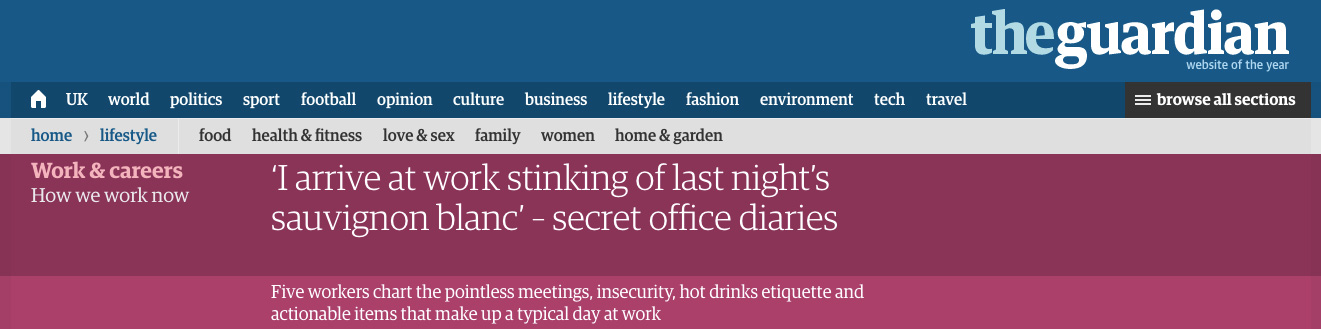 theguardian
website of the year
UK world politics sport football opinion culture business lifestyle fashion environment tech travel browse all sections
home › lifestyle food health & fitness love & sex family women home & garden
Work & careers
How we work now
‘I arrive at work stinking of last night’s
sauvignon blanc’ – secret office diaries
Five workers chart the pointless meetings, insecurity, hot drinks etiquette and
actionable items that make up a typical day at work